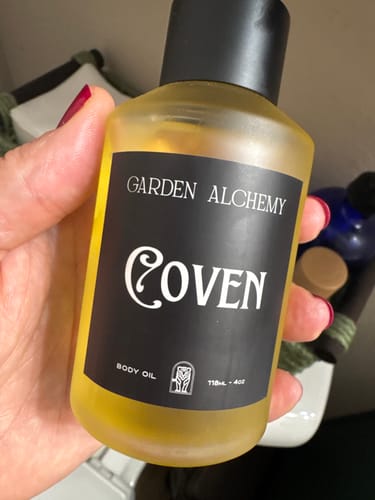 GARDEN ALCHEMY
COVEN
BODY OIL
118ML - 4OZ